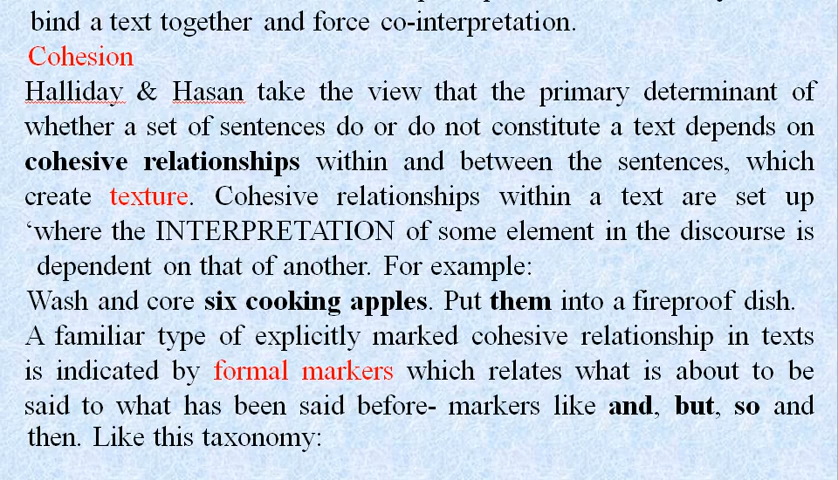 bind a text together and force co-interpretation.
Cohesion
Halliday & Hasan take the view that the primary determinant of
whether a set of sentences do or do not constitute a text depends on
cohesive relationships within and between the sentences, which
create texture. Cohesive relationships within a text are set up
‘where the INTERPRETATION of some element in the discourse is
dependent on that of another. For example:
Wash and core six cooking apples. Put them into a fireproof dish.
A familiar type of explicitly marked cohesive relationship in texts
is indicated by formal markers which relates what is about to be
said to what has been said before- markers like and, but, so and
then. Like this taxonomy: